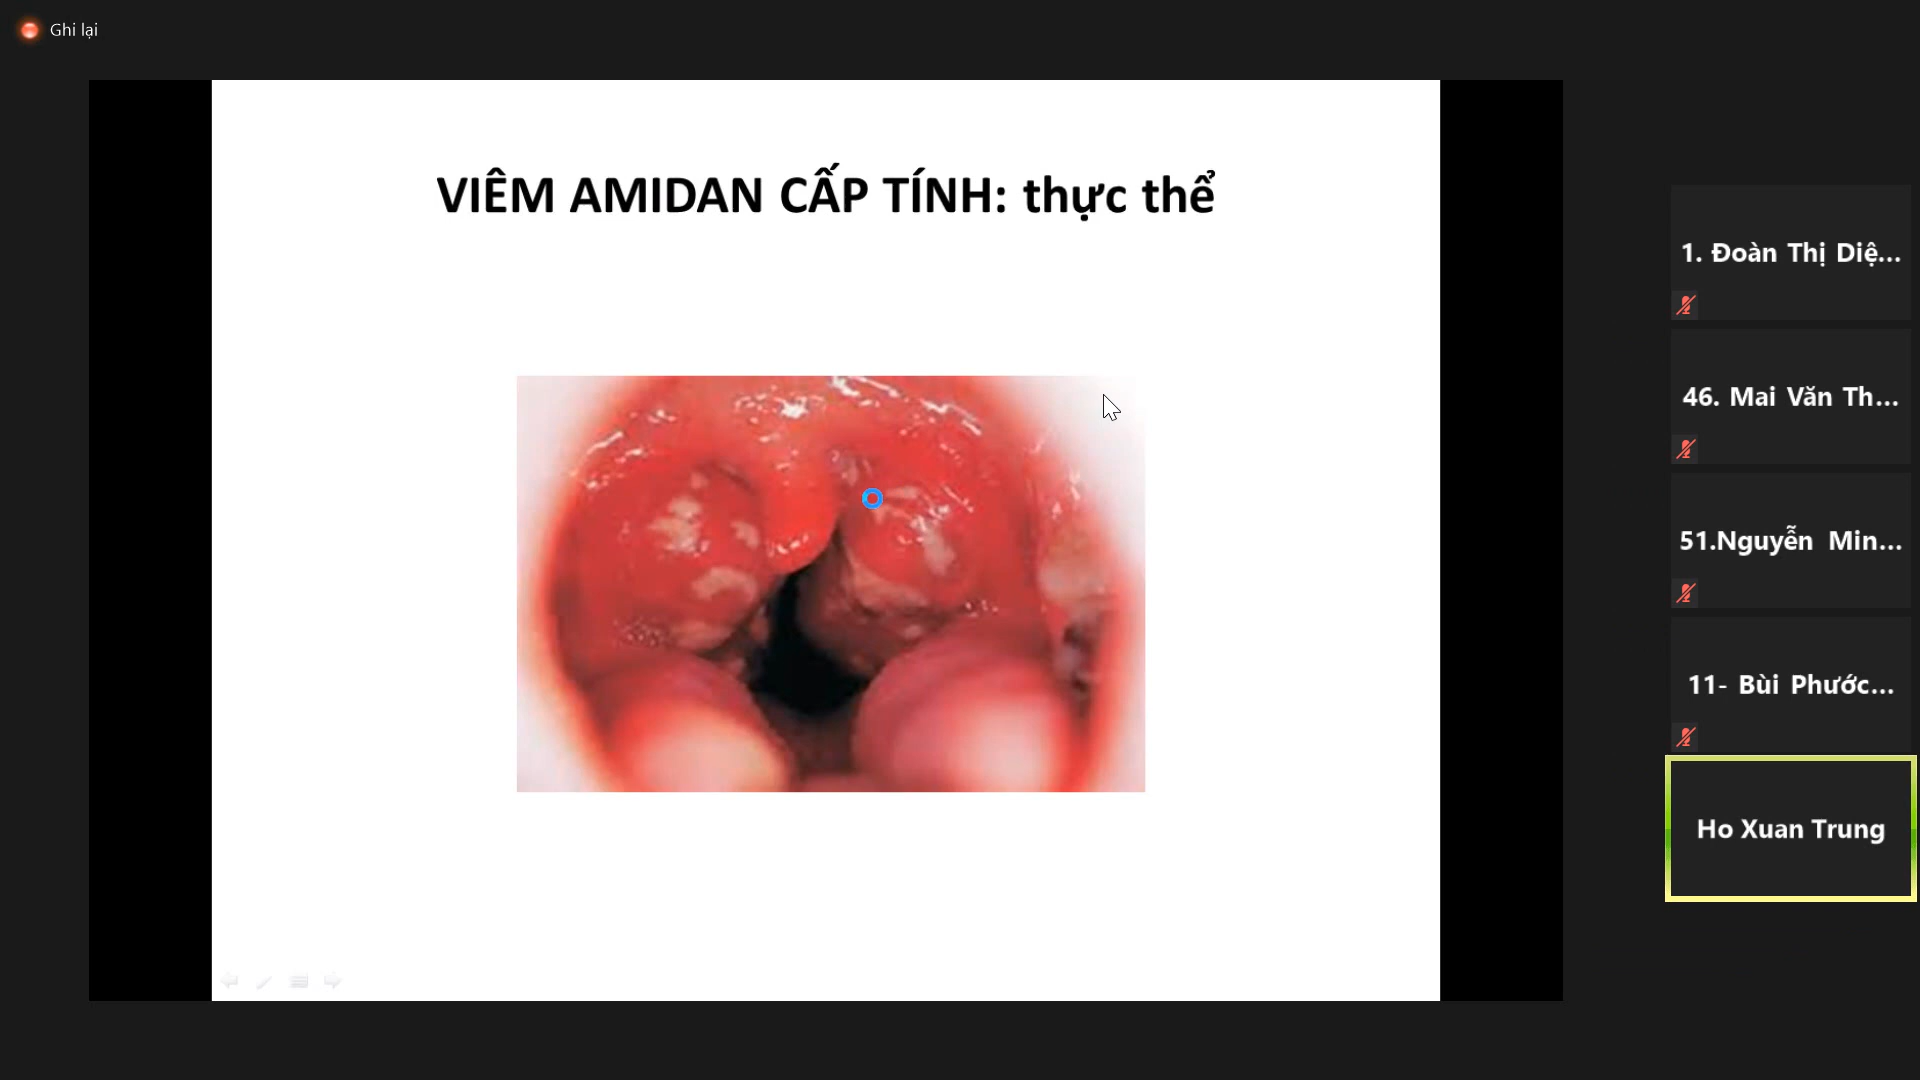 Ghi lại
VIÊM AMIDAN CẤP TÍNH: thực thể
1. Đoàn Thị Diệ...
46. Mai Văn Th...
51.Nguyễn Min...
11- Bùi Phước...
Ho Xuan Trung